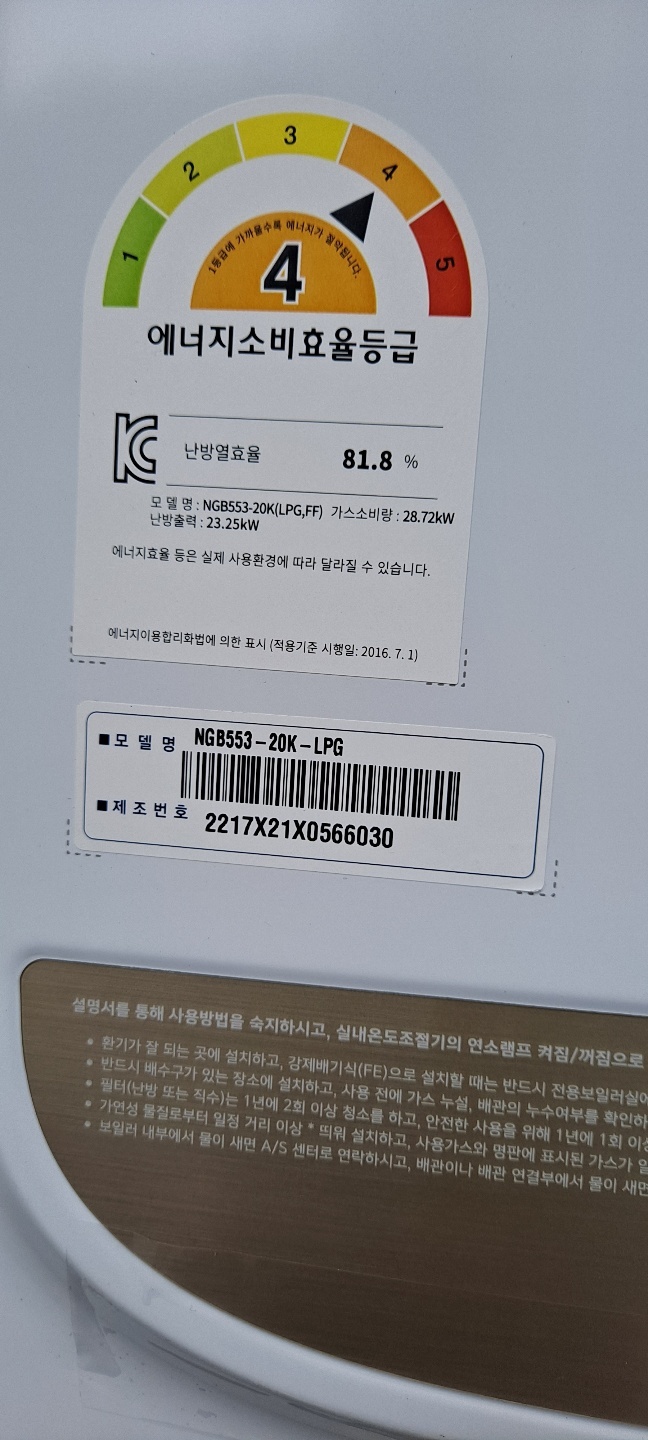 1
2
3
4
5
1등급에 가까울수록 에너지가 절약됩니다.
4
에너지소비효율등급
KC 난방열효율 81.8 %
모 델 명 : NGB553-20K(LPG,FF) 가스소비량 : 28.72kW
난방출력 : 23.25kW
에너지효율 등은 실제 사용환경에 따라 달라질 수 있습니다.
에너지이용합리화법에 의한 표시 (적용기준 시행일: 2016. 7. 1)
■ 모 델 명 NGB553-20K-LPG
■ 제 조 번 호 2217X21X0566030
설명서를 통해 사용방법을 숙지하시고, 실내온도조절기의 연소램프 켜짐/꺼짐으로
• 환기가 잘 되는 곳에 설치하고, 강제배기식(FE)으로 설치할 때는 반드시 전용보일러실에
• 반드시 배수구가 있는 장소에 설치하고, 사용 전에 가스 누설, 배관의 누수여부를 확인하
• 필터(난방 또는 직수)는 1년에 2회 이상 청소를 하고, 안전한 사용을 위해 1년에 1회 이상
• 가연성 물질로부터 일정 거리 이상 * 띄워 설치하고, 사용가스와 명판에 표시된 가스가 일
• 보일러 내부에서 물이 새면 A/S 센터로 연락하시고, 배관이나 배관 연결부에서 물이 새면